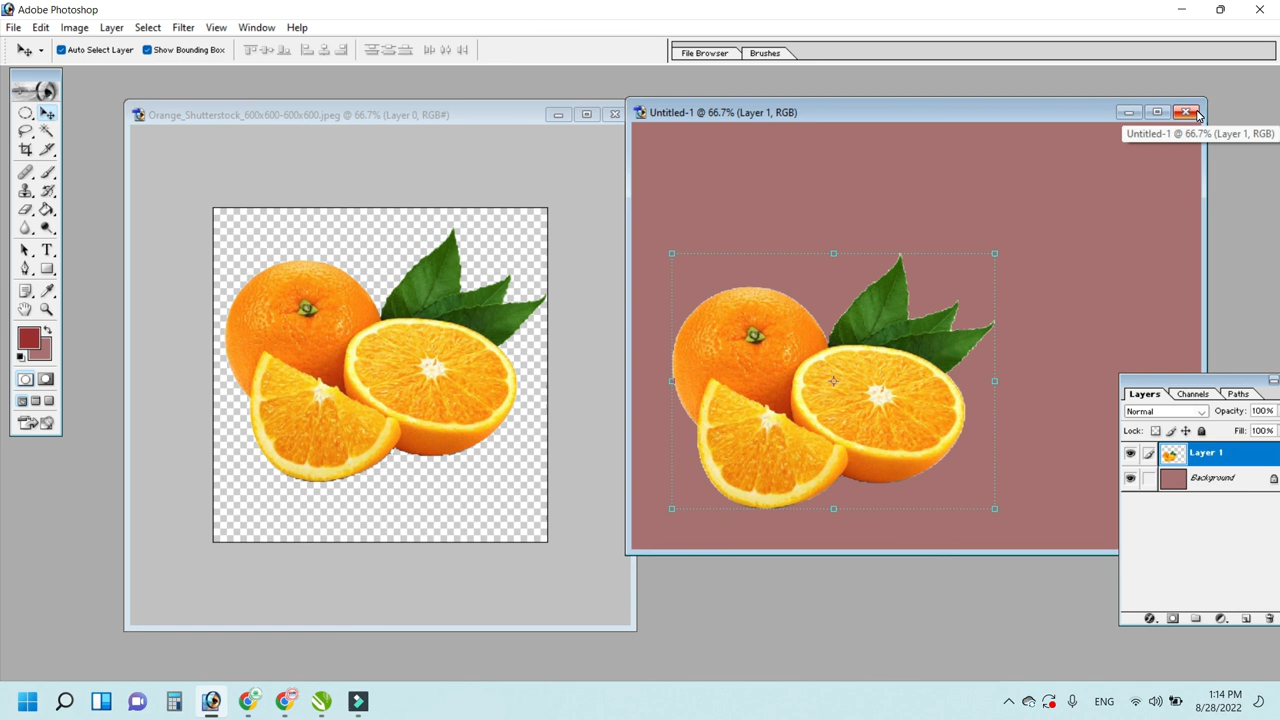 Adobe Photoshop
File Edit Image Layer Select Filter View Window Help
Auto Select Layer Show Bounding Box
File Browser Brushes
Orange_Shutterstock_600x600-600x600.jpeg @ 66.7% (Layer 0, RGB#)
Untitled-1 @ 66.7% (Layer 1, RGB)
Untitled-1 @ 66.7% (Layer 1, RGB)
T
Layers Channels Paths
Normal Opacity: 100%
Lock: Fill: 100%
Layer 1
Background
ENG
1:14 PM
8/28/2022